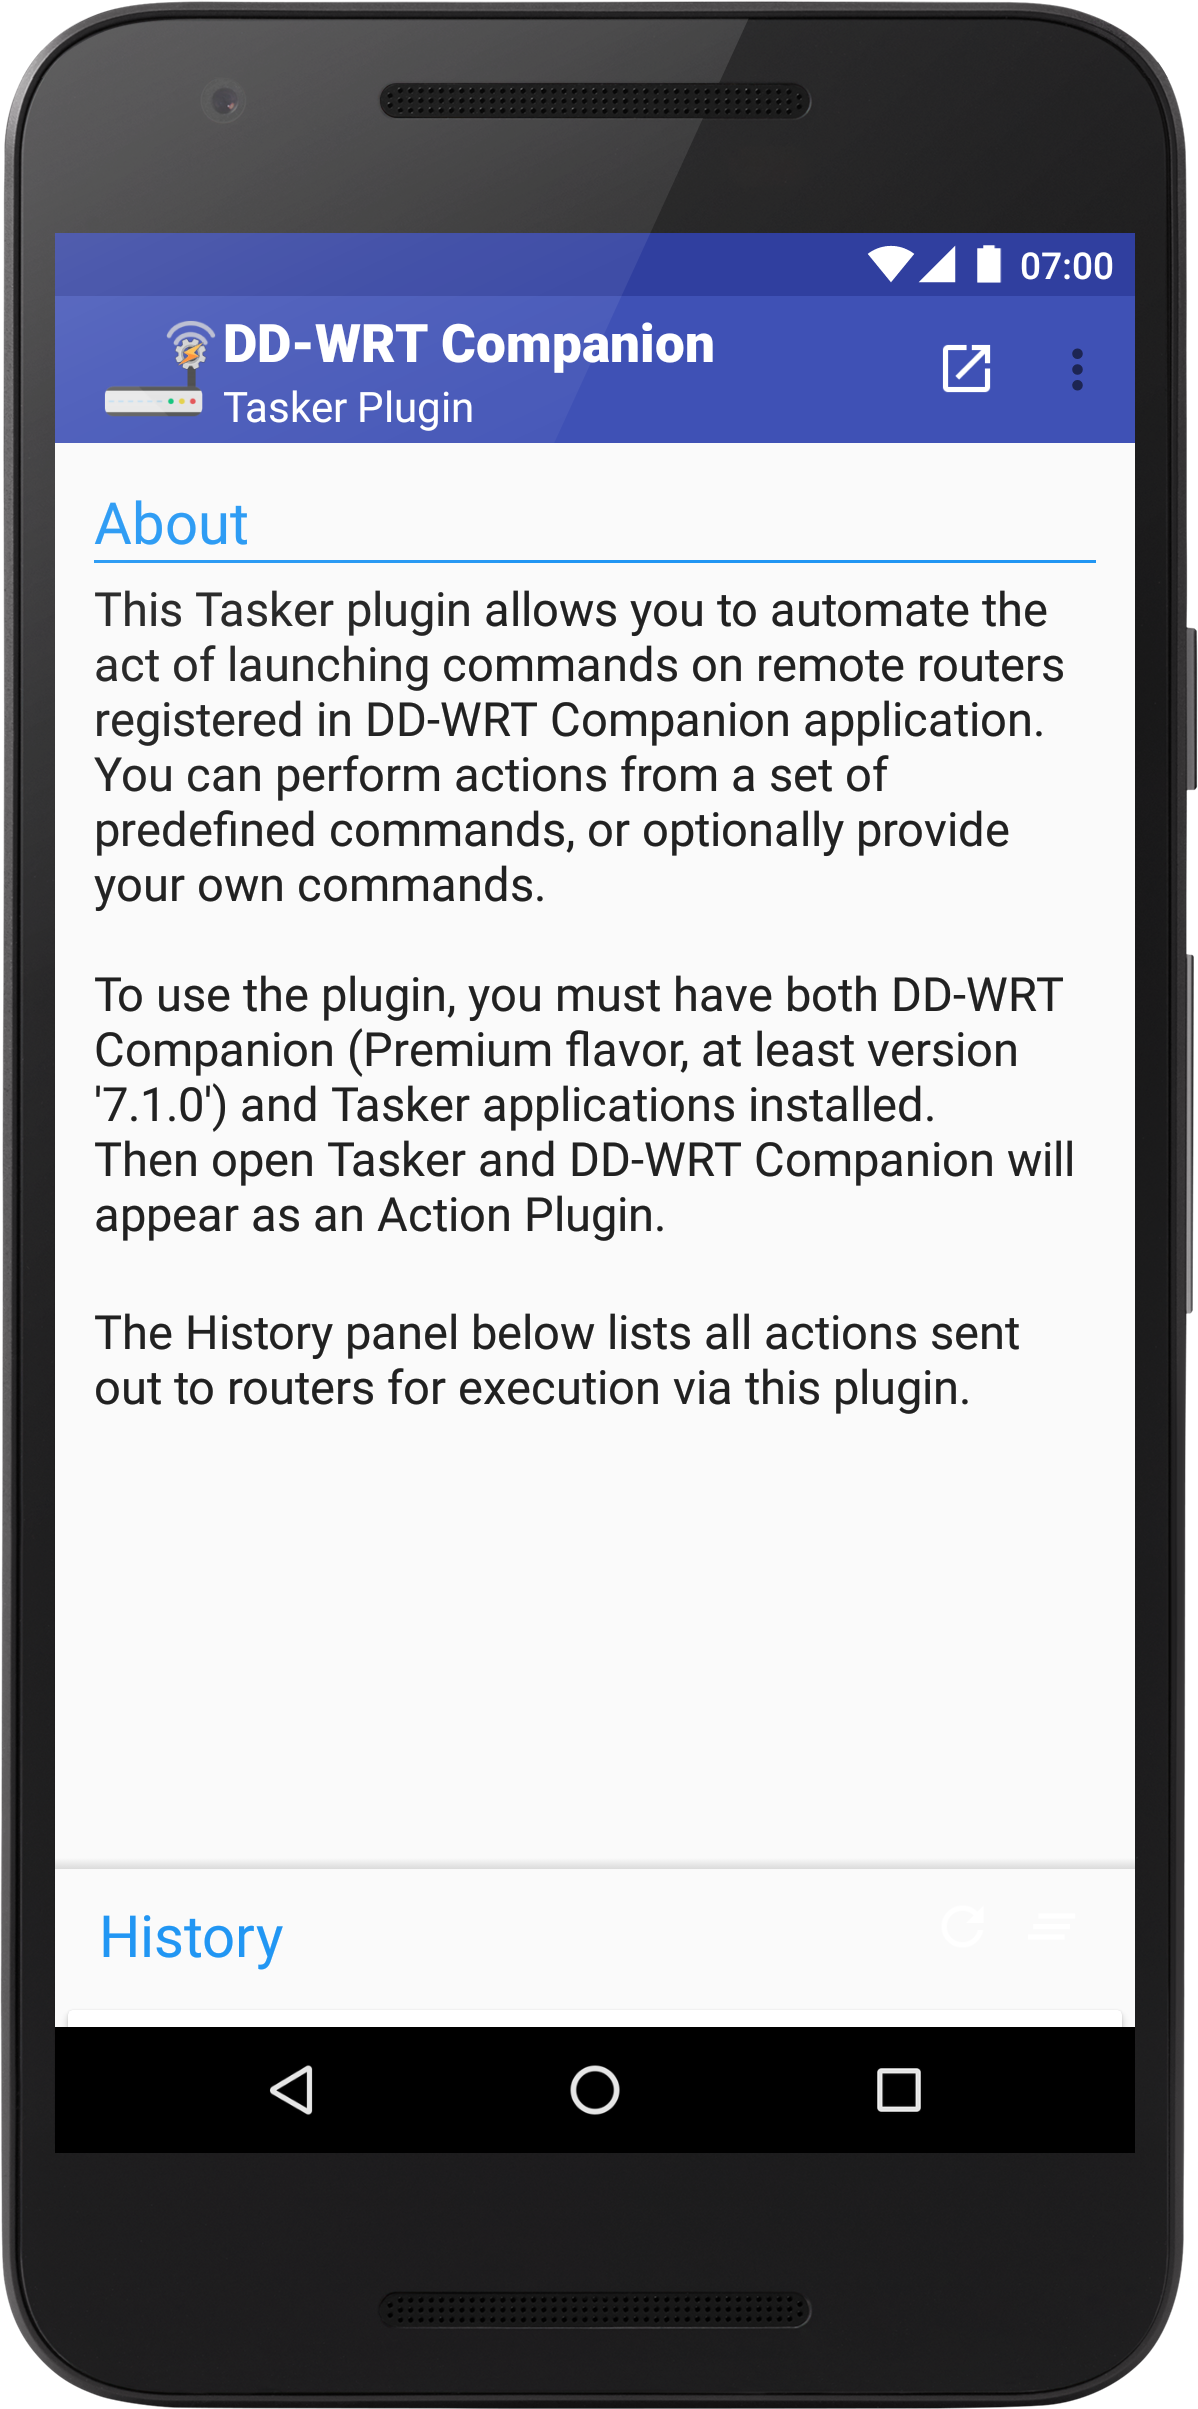 07:00
DD-WRT Companion
Tasker Plugin
About
This Tasker plugin allows you to automate the
act of launching commands on remote routers
registered in DD-WRT Companion application.
You can perform actions from a set of
predefined commands, or optionally provide
your own commands.
To use the plugin, you must have both DD-WRT
Companion (Premium flavor, at least version
'7.1.0') and Tasker applications installed.
Then open Tasker and DD-WRT Companion will
appear as an Action Plugin.
The History panel below lists all actions sent
out to routers for execution via this plugin.
History